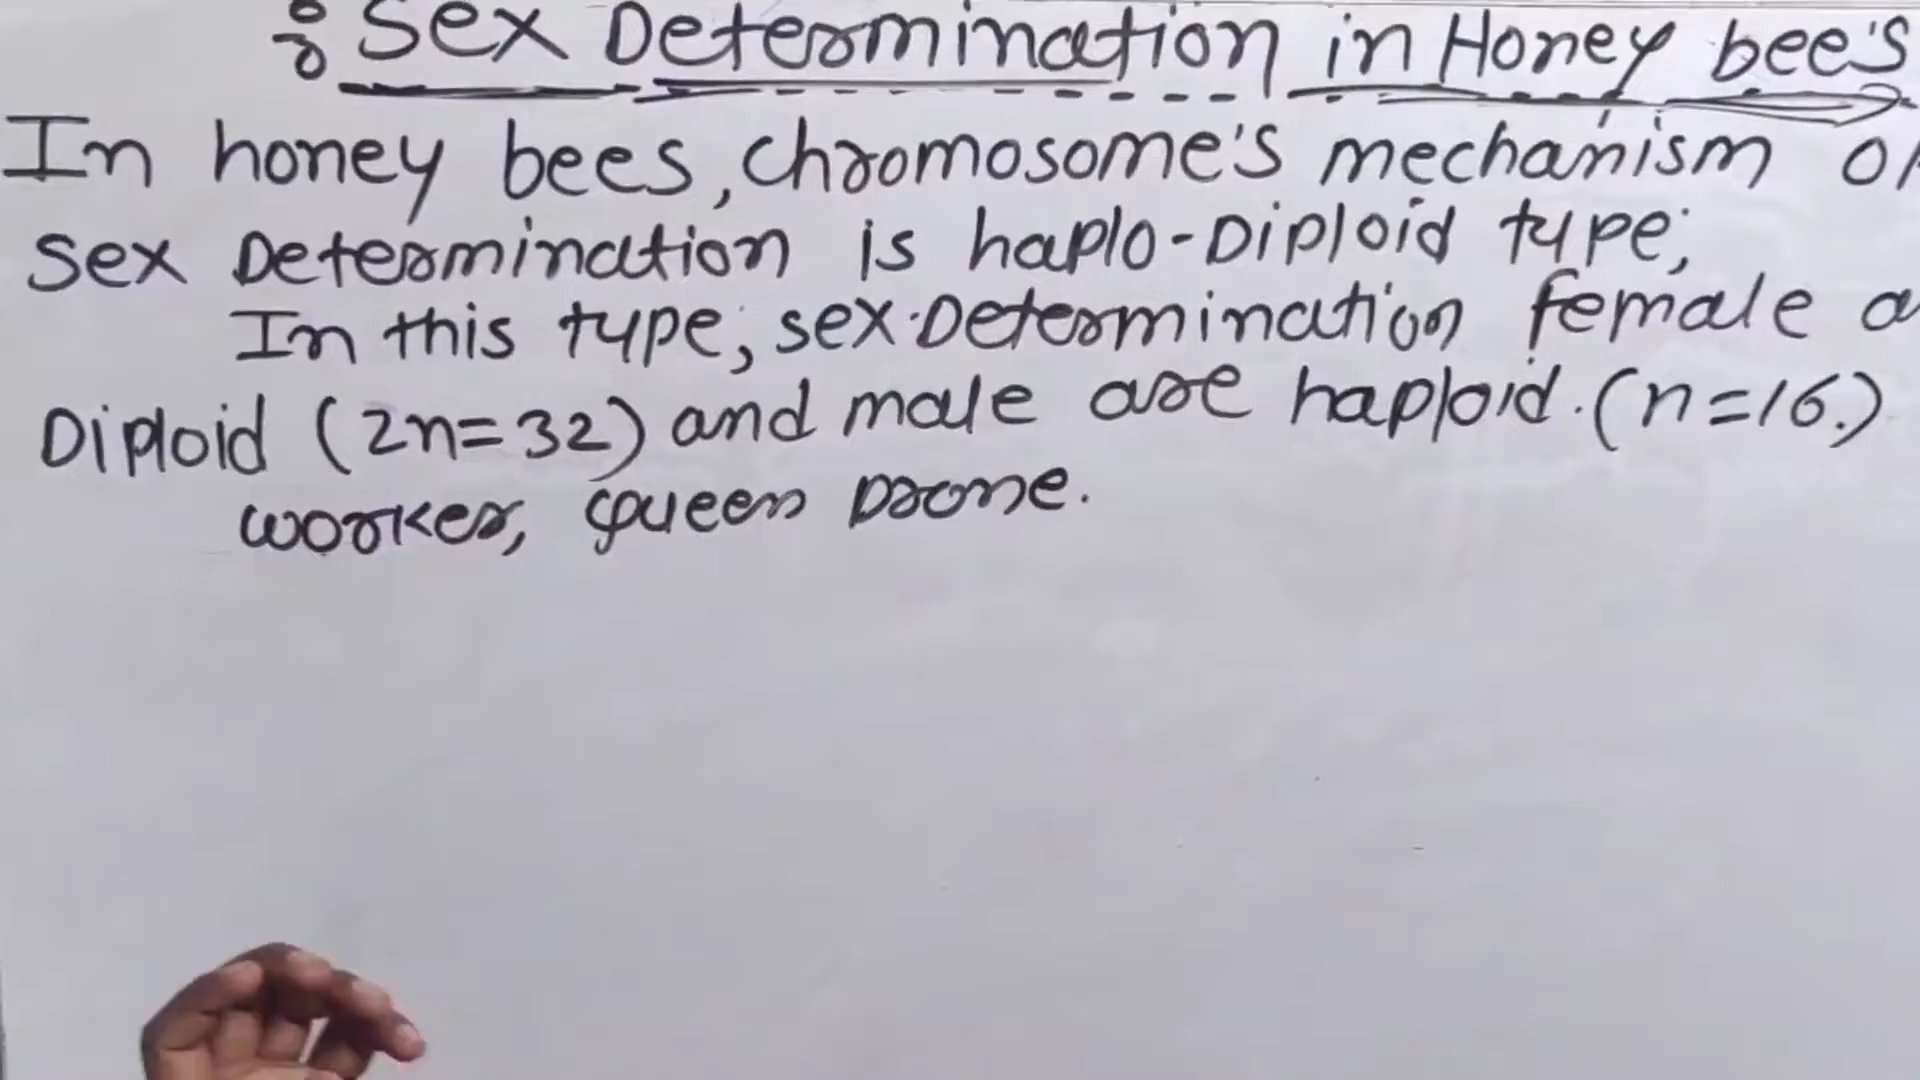 Sex Determination in Honey bee's
In honey bees, chromosome's mechanism
Sex Determination is haplo-Diploid type,
In this type, sex.Determination female
Diploid (2n=32) and male are haploid. (n=16.)
worker, queen Drone.